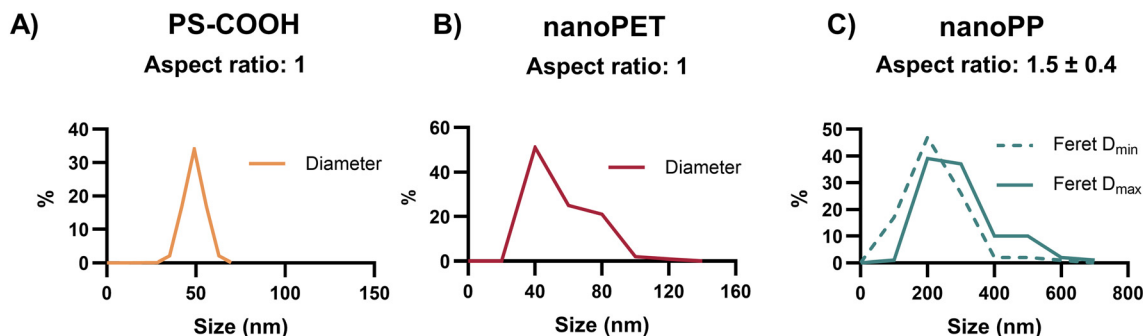 A) PS-COOH
Aspect ratio: 1
40
30
20
10
0
%
0 50 100 150
Size (nm)
Diameter
B) nanoPET
Aspect ratio: 1
60
40
20
0
%
0 40 80 120 160
Size (nm)
Diameter
C) nanoPP
Aspect ratio: 1.5 ± 0.4
50
40
30
20
10
0
%
0 200 400 600 800
Size (nm)
Feret Dmin
Feret Dmax